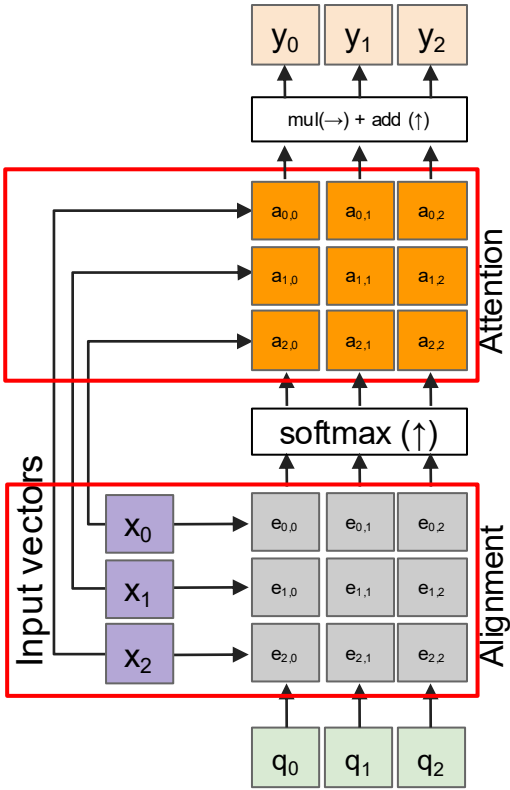 y₀ y₁ y₂
mul(→) + add (↑)
a₀,₀ a₀,₁ a₀,₂
a₁,₀ a₁,₁ a₁,₂
a₂,₀ a₂,₁ a₂,₂
Attention
softmax (↑)
Input vectors
x₀ e₀,₀ e₀,₁ e₀,₂
x₁ e₁,₀ e₁,₁ e₁,₂
x₂ e₂,₀ e₂,₁ e₂,₂
Alignment
q₀ q₁ q₂